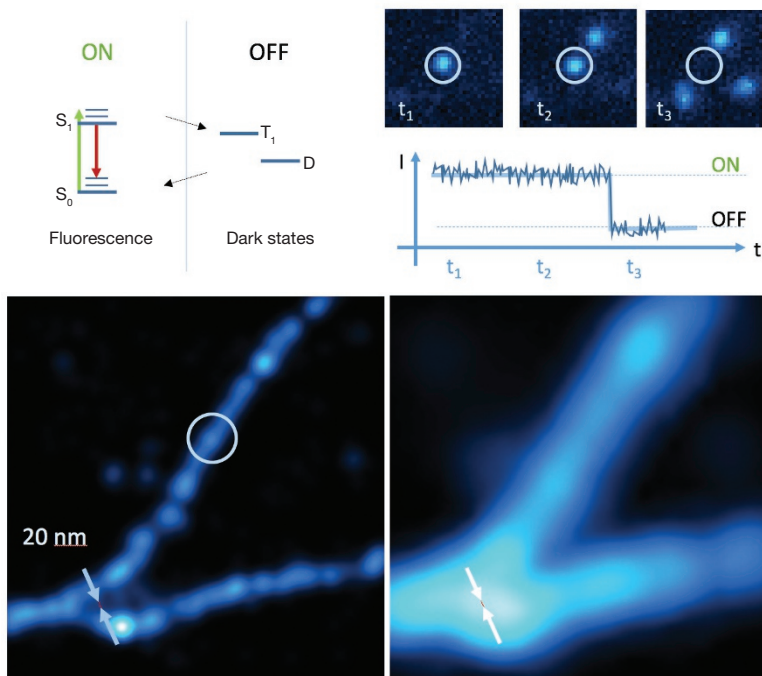 ON
OFF
S1
S0
T1
D
Fluorescence
Dark states
t1
t2
t3
I
ON
OFF
t
t1
t2
t3
20 nm